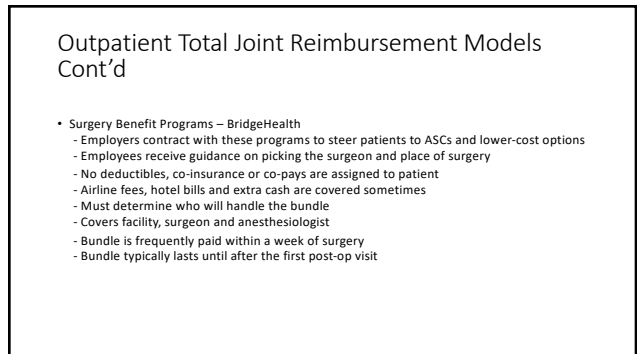 Outpatient Total Joint Reimbursement Models
Cont’d
• Surgery Benefit Programs – BridgeHealth
- Employers contract with these programs to steer patients to ASCs and lower-cost options
- Employees receive guidance on picking the surgeon and place of surgery
- No deductibles, co-insurance or co-pays are assigned to patient
- Airline fees, hotel bills and extra cash are covered sometimes
- Must determine who will handle the bundle
- Covers facility, surgeon and anesthesiologist
- Bundle is frequently paid within a week of surgery
- Bundle typically lasts until after the first post-op visit